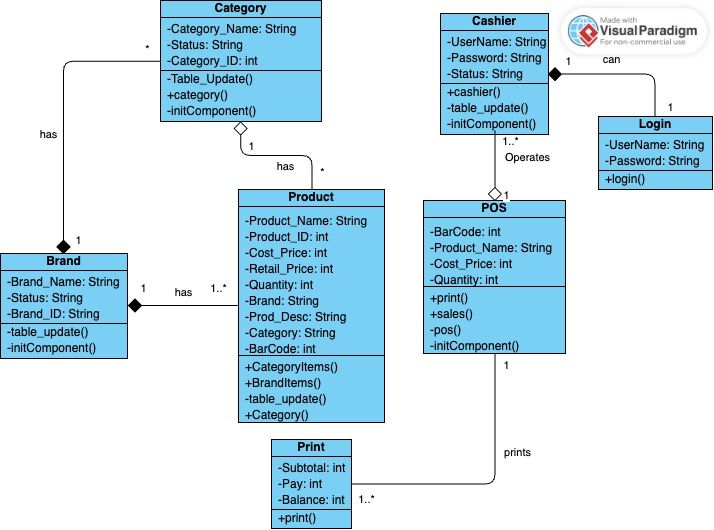 Category
-Category_Name: String
-Status: String
-Category_ID: int
-Table_Update()
+category()
-initComponent()
Cashier
-UserName: String
-Password: String
-Status: String
+cashier()
-table_update()
-initComponent()
Made with
VisualParadigm
For non-commercial use
*
has
1
1
has
*
1
can
1
Login
-UserName: String
-Password: String
+login()
1..*
Operates
1
Product
-Product_Name: String
-Product_ID: int
-Cost_Price: int
-Retail_Price: int
-Quantity: int
-Brand: String
-Prod_Desc: String
-Category: String
-BarCode: int
+CategoryItems()
+BrandItems()
-table_update()
+Category()
POS
-BarCode: int
-Product_Name: String
-Cost_Price: int
-Quantity: int
+print()
+sales()
-pos()
-initComponent()
Brand
-Brand_Name: String
-Status: String
-Brand_ID: String
-table_update()
-initComponent()
1
has
1..*
1
prints
1..*
Print
-Subtotal: int
-Pay: int
-Balance: int
+print()